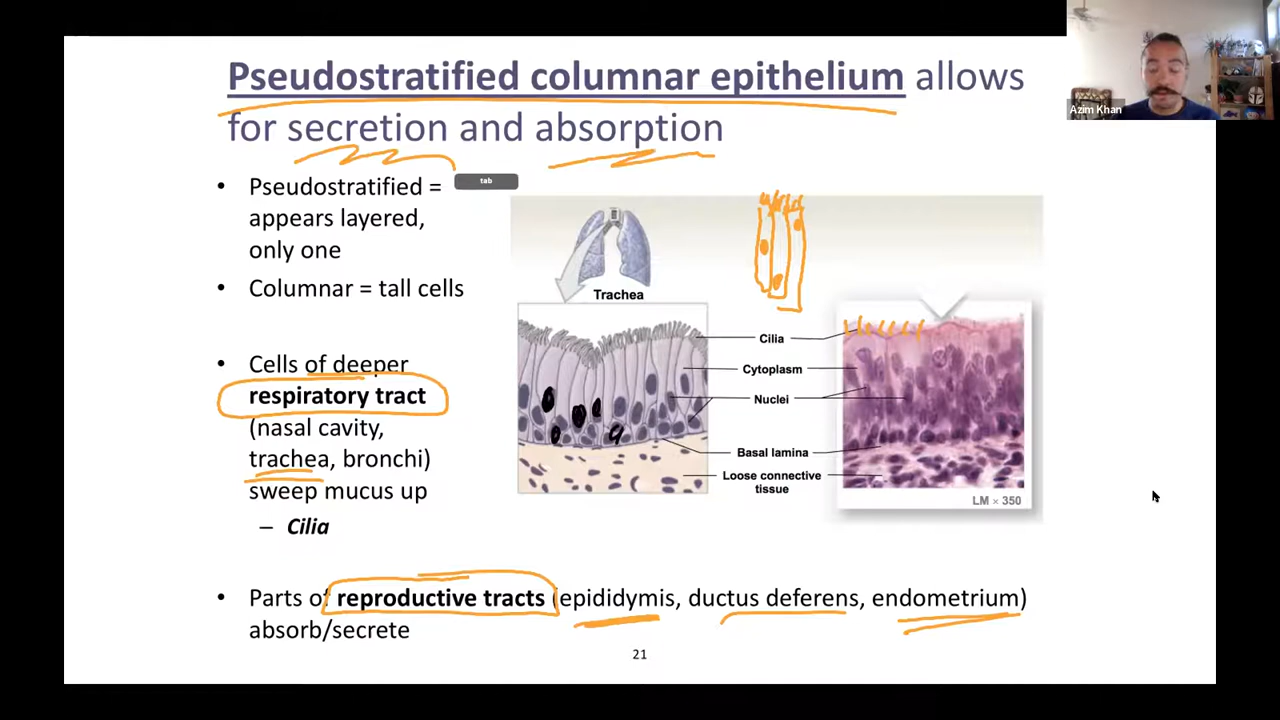 Pseudostratified columnar epithelium allows
for secretion and absorption
Azim Khan
• Pseudostratified =
appears layered,
only one
• Columnar = tall cells
• Cells of deeper
respiratory tract
(nasal cavity,
trachea, bronchi)
sweep mucus up
– Cilia
tab
Trachea
Cilia
Cytoplasm
Nuclei
Basal lamina
Loose connective
tissue
LM × 350
• Parts of reproductive tracts (epididymis, ductus deferens, endometrium)
absorb/secrete
21